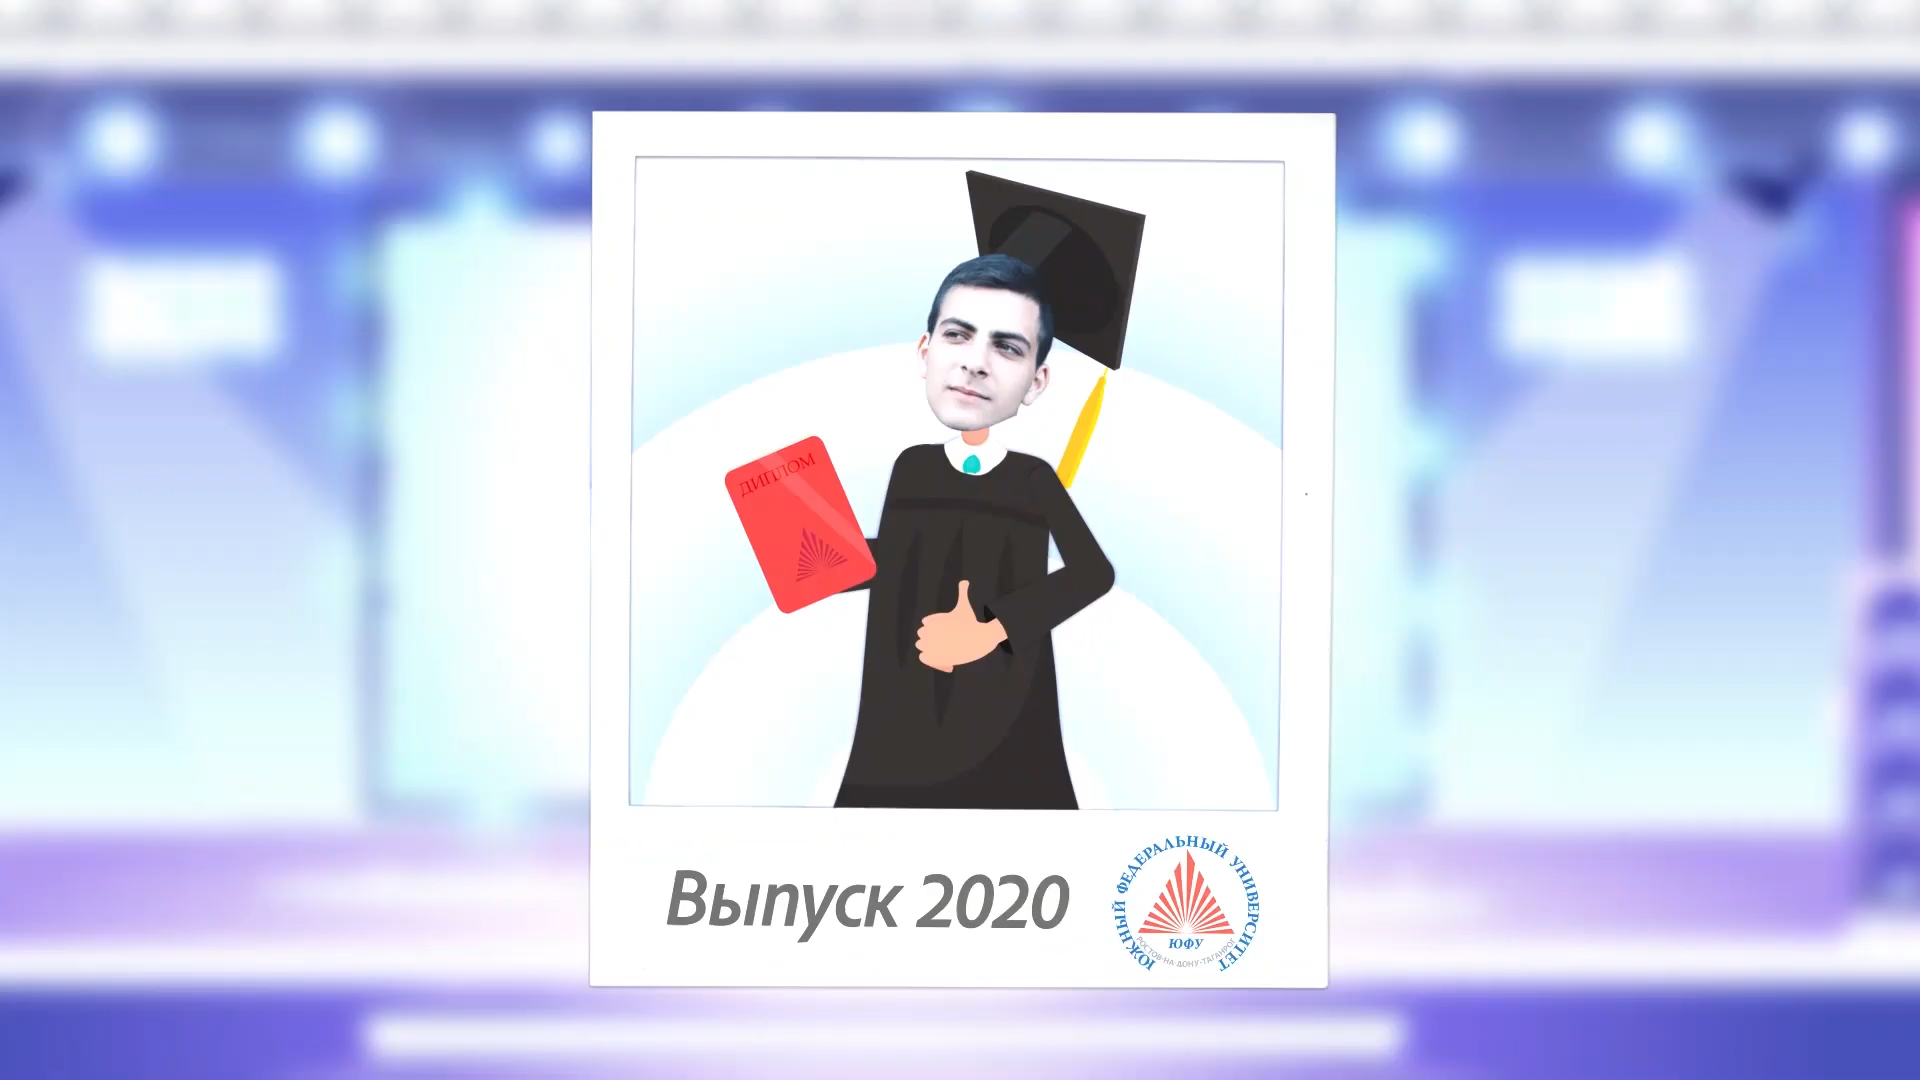 ДИПЛОМ
Выпуск 2020
ЮЖНЫЙ ФЕДЕРАЛЬНЫЙ УНИВЕРСИТЕТ
ЮФУ
РОСТОВ-НА-ДОНУ-ТАГАНРОГ